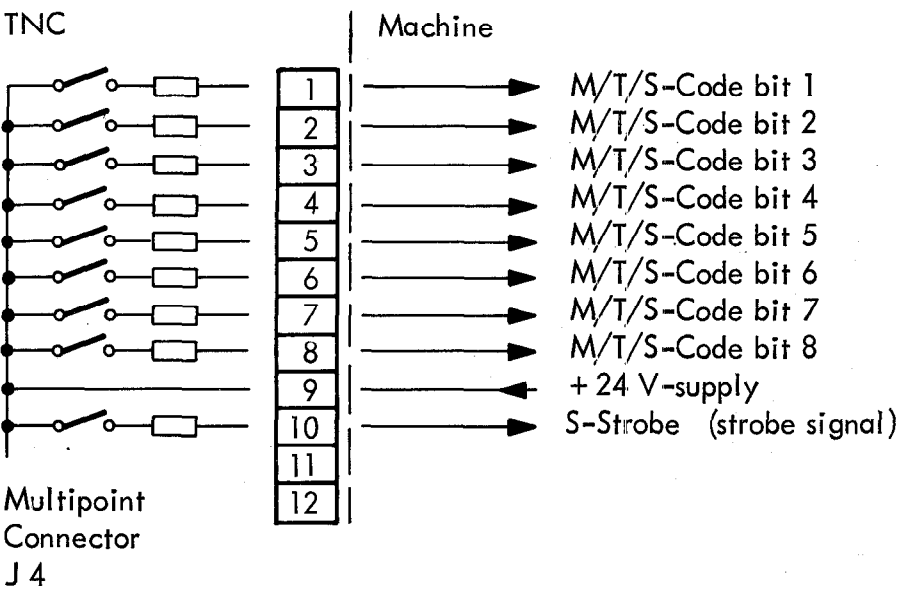 TNC
Machine
1 M/T/S-Code bit 1
2 M/T/S-Code bit 2
3 M/T/S-Code bit 3
4 M/T/S-Code bit 4
5 M/T/S-Code bit 5
6 M/T/S-Code bit 6
7 M/T/S-Code bit 7
8 M/T/S-Code bit 8
9 +24 V-supply
10 S-Strobe (strobe signal)
11
12
Multipoint
Connector
J 4